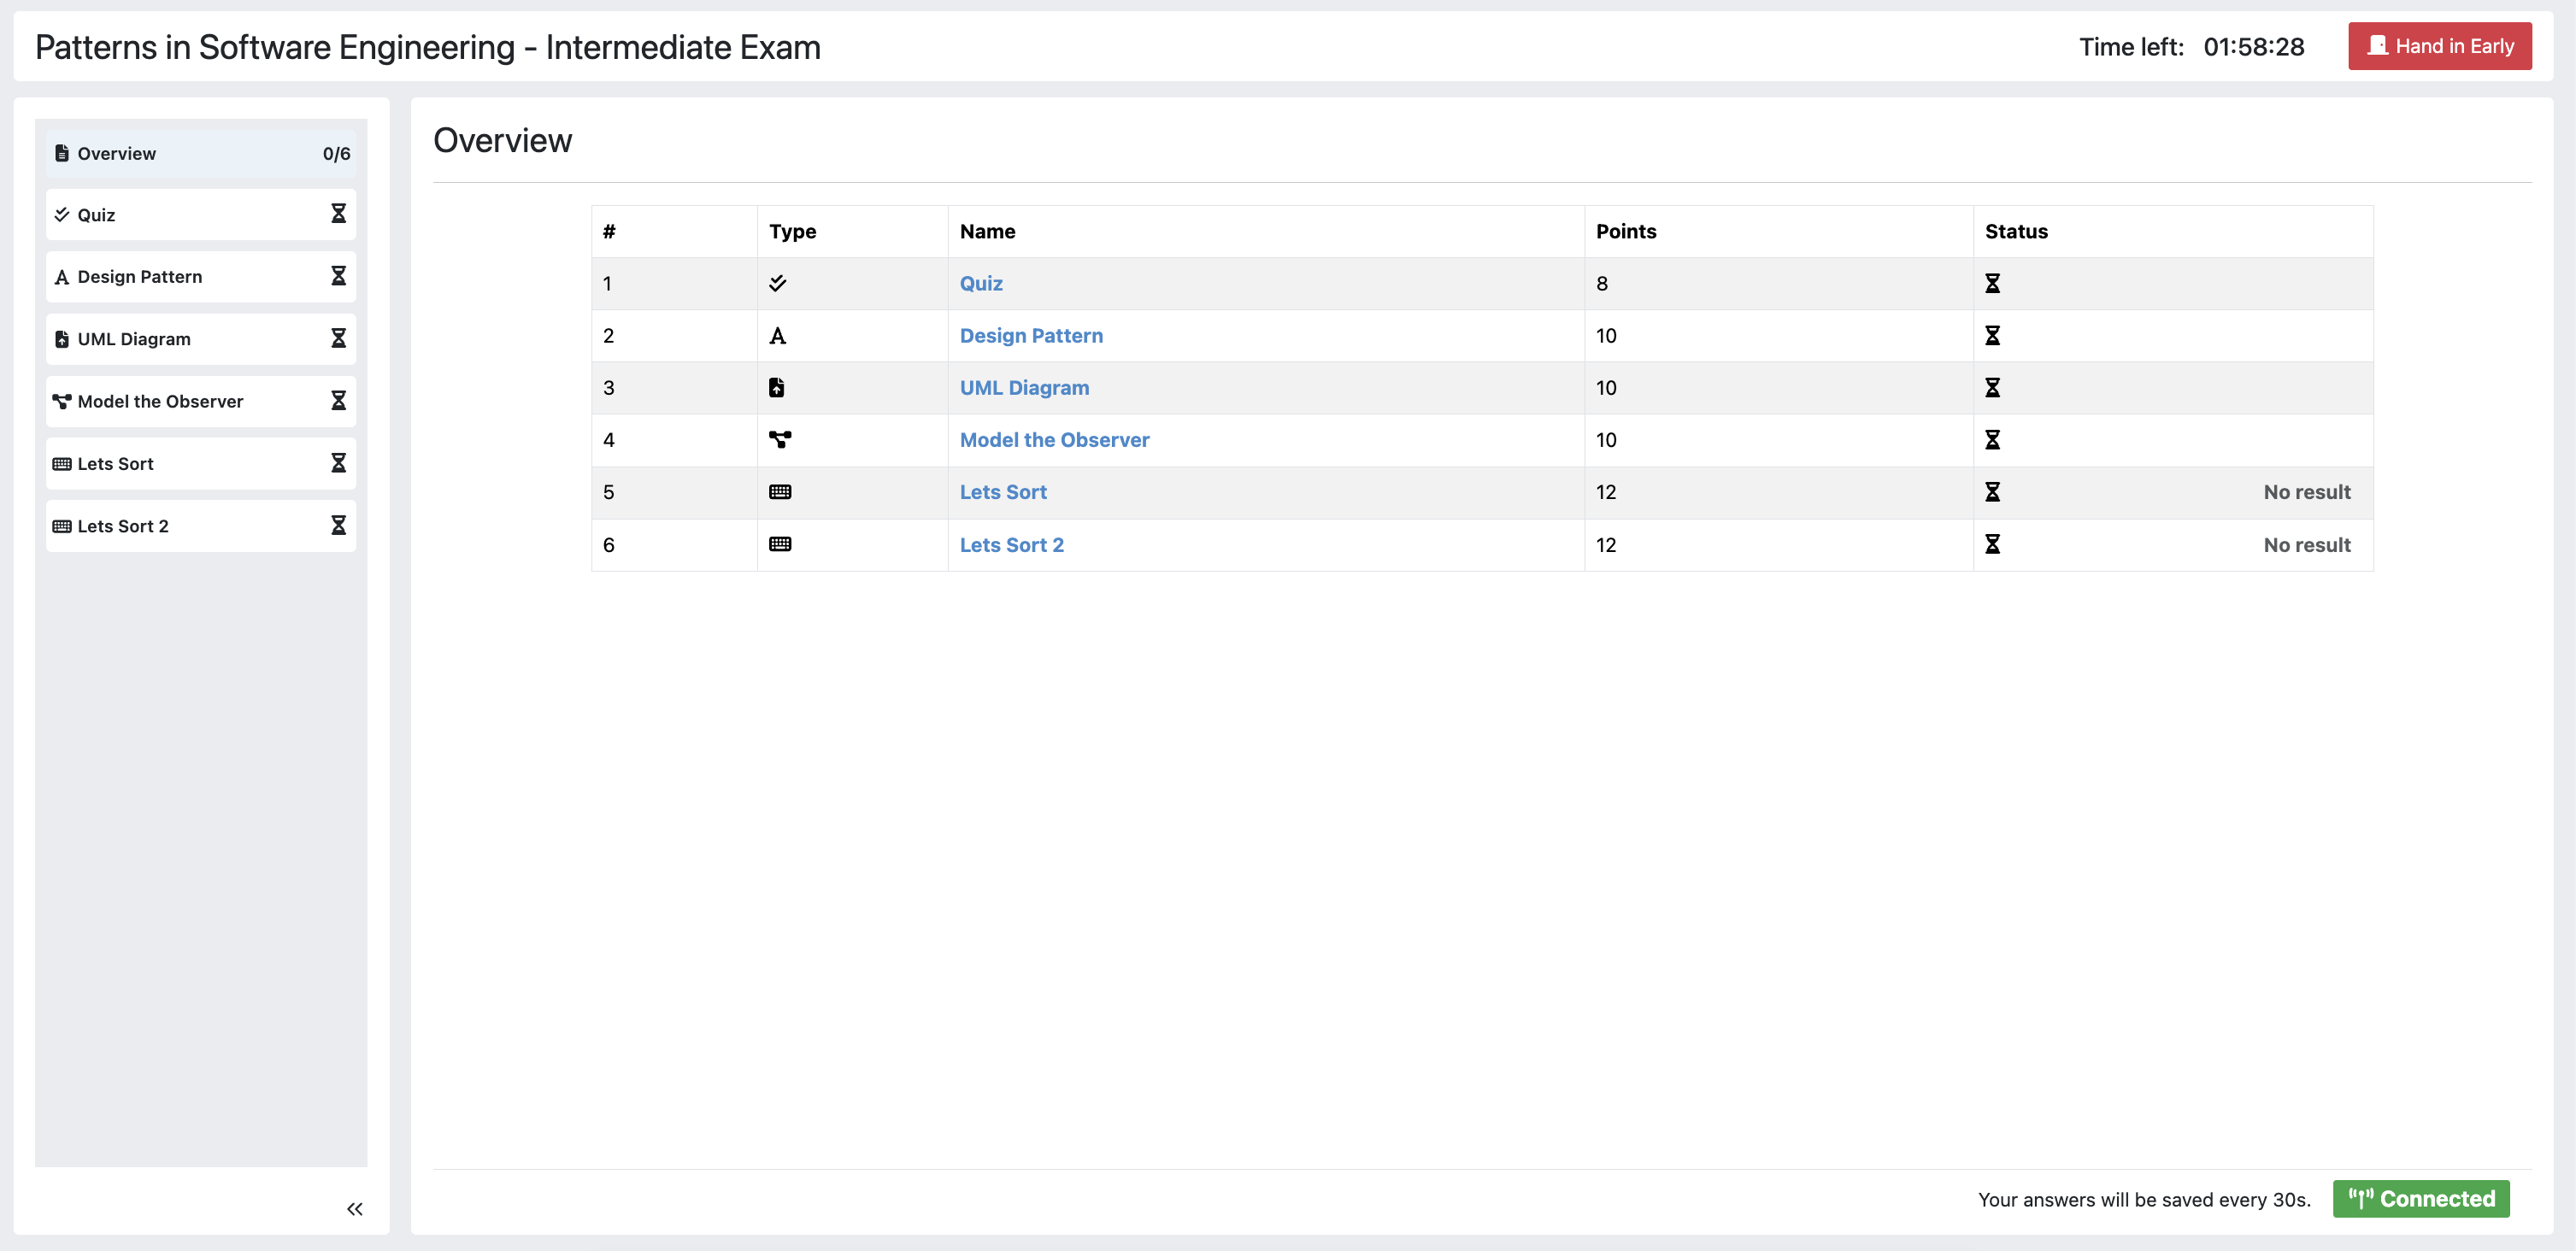 Patterns in Software Engineering - Intermediate Exam
Time left: 01:58:28
Hand in Early
Overview 0/6
Quiz
Design Pattern
UML Diagram
Model the Observer
Lets Sort
Lets Sort 2
Overview
# Type Name Points Status
1 Quiz 8
2 Design Pattern 10
3 UML Diagram 10
4 Model the Observer 10
5 Lets Sort 12 No result
6 Lets Sort 2 12 No result
Your answers will be saved every 30s.
Connected